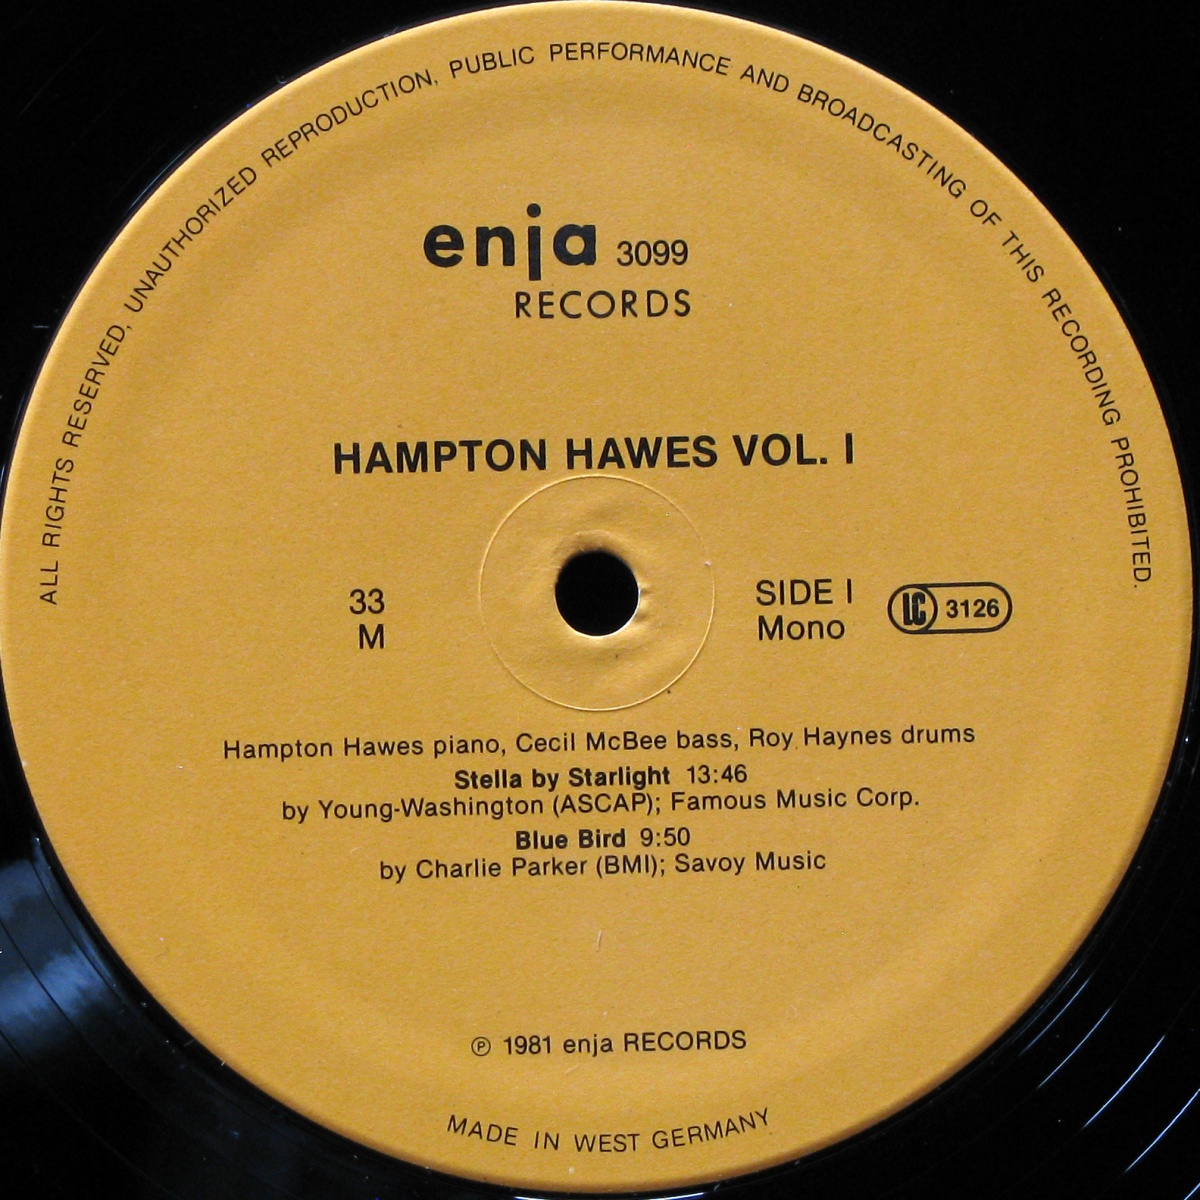 ALL RIGHTS RESERVED, UNAUTHORIZED REPRODUCTION, PUBLIC PERFORMANCE AND BROADCASTING OF THIS RECORDING PROHIBITED.
enja 3099
RECORDS
HAMPTON HAWES VOL. I
33
M
SIDE I
Mono
LC 3126
Hampton Hawes piano, Cecil McBee bass, Roy Haynes drums
Stella by Starlight 13:46
by Young-Washington (ASCAP); Famous Music Corp.
Blue Bird 9:50
by Charlie Parker (BMI); Savoy Music
℗ 1981 enja RECORDS
MADE IN WEST GERMANY